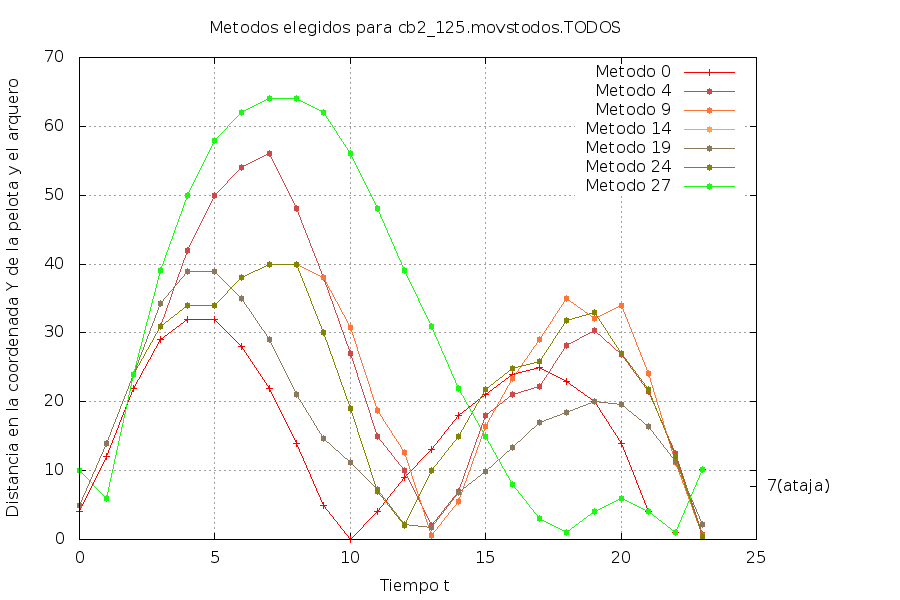 Metodos elegidos para cb2_125.movstodos.TODOS
Distancia en la coordenada Y de la pelota y el arquero
70
60
50
40
30
20
10
0
Metodo 0
Metodo 4
Metodo 9
Metodo 14
Metodo 19
Metodo 24
Metodo 27
7(ataja)
0 5 10 15 20 25
Tiempo t